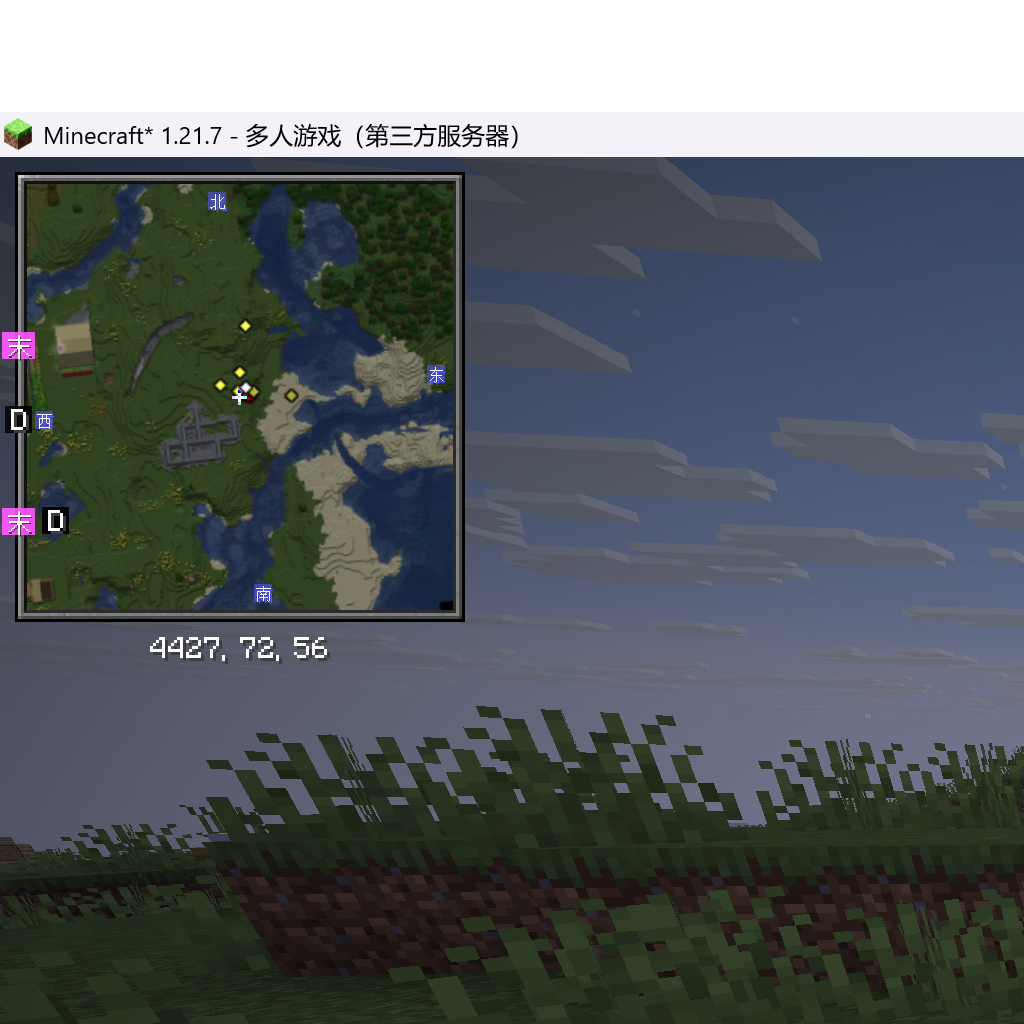 Minecraft* 1.21.7 - 多人游戏（第三方服务器）
北
末
东
D 西
末 D
南
4427, 72, 56